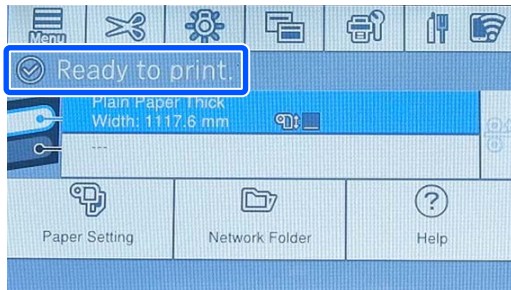 Menu
Ready to print.
Plain Paper Thick
Width: 1117.6 mm
---
Paper Setting
Network Folder
Help